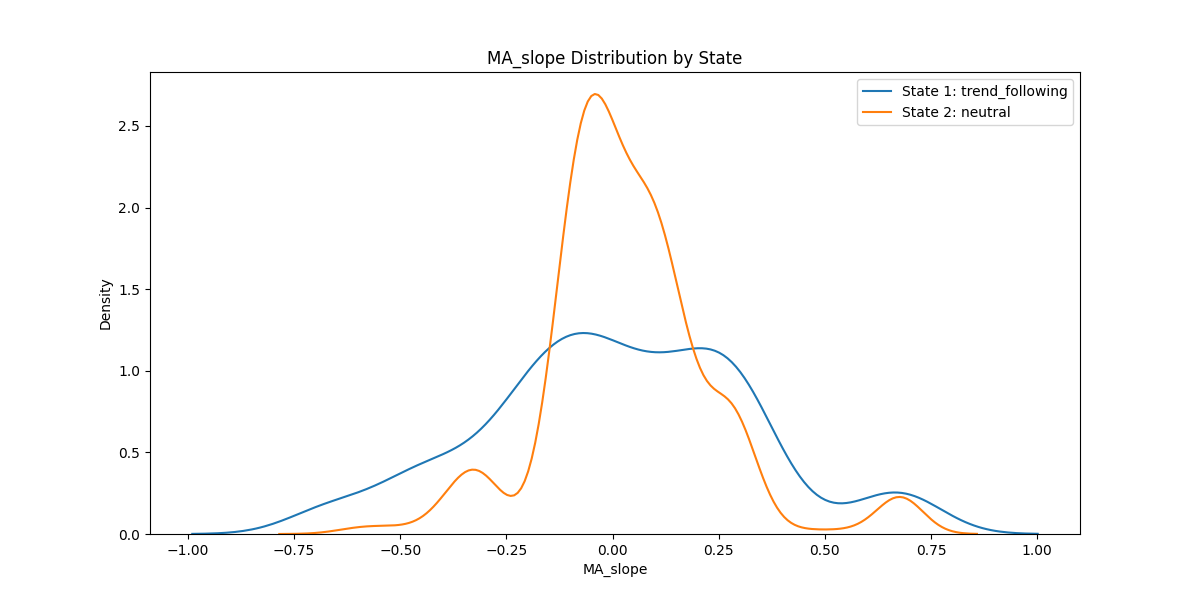 MA_slope Distribution by State
State 1: trend_following
State 2: neutral
Density
2.5
2.0
1.5
1.0
0.5
0.0
−1.00 −0.75 −0.50 −0.25 0.00 0.25 0.50 0.75 1.00
MA_slope